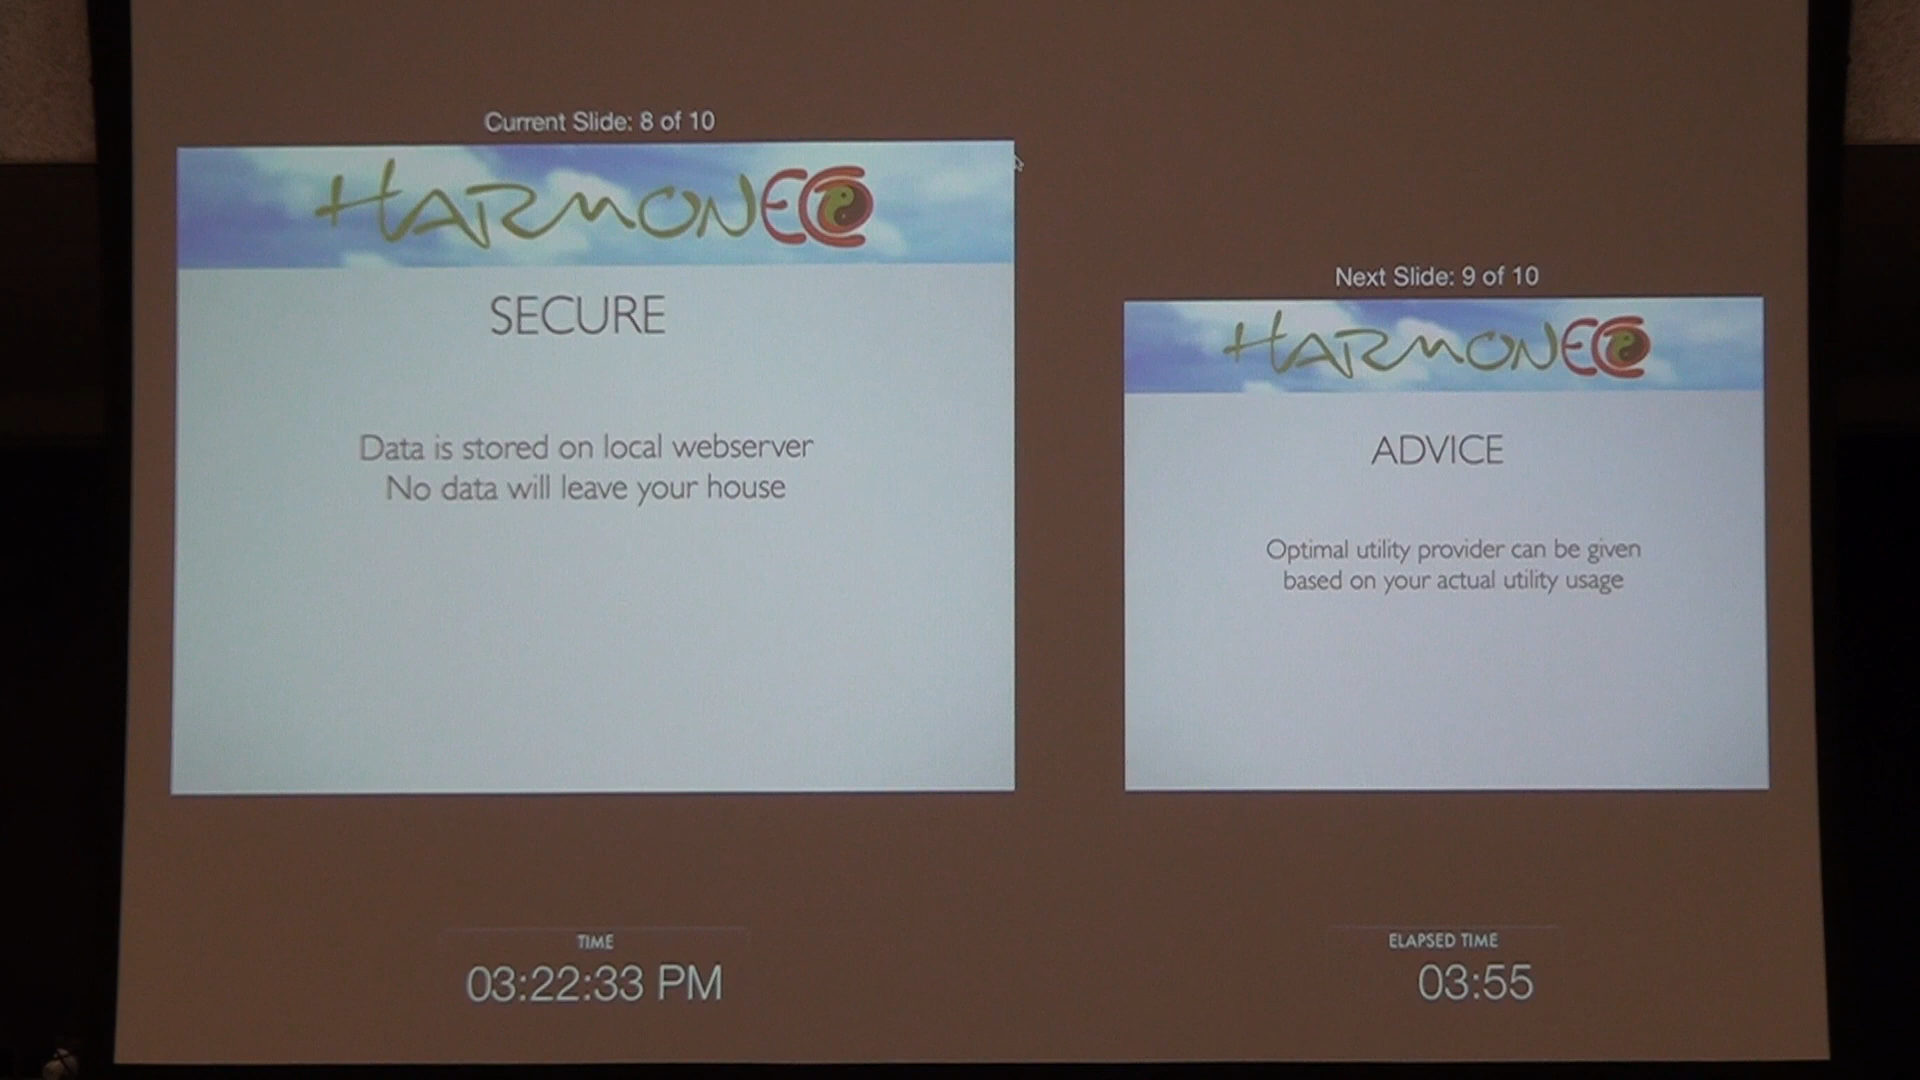 Current Slide: 8 of 10
HARMONECO
SECURE
Data is stored on local webserver
No data will leave your house
Next Slide: 9 of 10
HARMONECO
ADVICE
Optimal utility provider can be given
based on your actual utility usage
TIME
03:22:33 PM
ELAPSED TIME
03:55